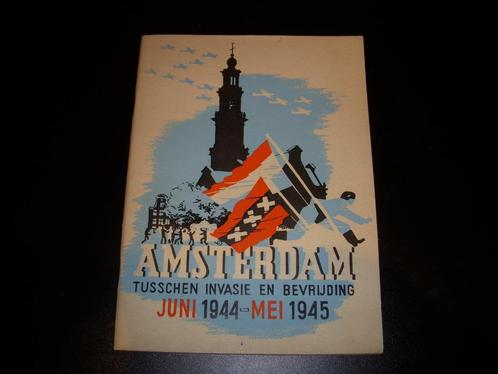 AMSTERDAM
TUSSCHEN INVASIE EN BEVRIJDING
JUNI 1944-MEI 1945